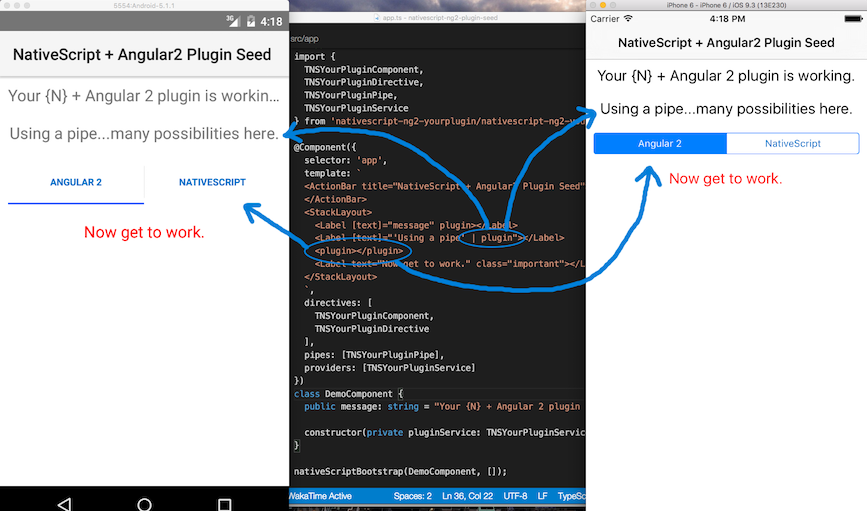 5554:Android-5.1.1
3G
4:18
NativeScript + Angular2 Plugin Seed
Your {N} + Angular 2 plugin is workin...
Using a pipe...many possibilities here.
ANGULAR 2
NATIVESCRIPT
Now get to work.
app.ts - nativescript-ng2-plugin-seed
src/app
import {
TNSYourPluginComponent,
TNSYourPluginDirective,
TNSYourPluginPipe,
TNSYourPluginService
} from 'nativescript-ng2-yourplugin/nativescript-ng2-you
@Component({
selector: 'app',
template: `
<ActionBar title="NativeScript + Angular2 Plugin Seed"
</ActionBar>
<StackLayout>
<Label [text]="message" plugin></Label>
<Label [text]="'Using a pipe' | plugin"></Label>
<plugin></plugin>
<Label text="Now get to work." class="important"></L
</StackLayout>
`,
directives: [
TNSYourPluginComponent,
TNSYourPluginDirective
],
pipes: [TNSYourPluginPipe],
providers: [TNSYourPluginService]
})
class DemoComponent {
public message: string = "Your {N} + Angular 2 plugin
constructor(private pluginService: TNSYourPluginServic
}
nativeScriptBootstrap(DemoComponent, []);
WakaTime Active
Spaces: 2
Ln 36, Col 22
UTF-8
LF
TypeSc
iPhone 6 - iPhone 6 / iOS 9.3 (13E230)
Carrier
4:18 PM
NativeScript + Angular2 Plugin Seed
Your {N} + Angular 2 plugin is working.
Using a pipe...many possibilities here.
Angular 2
NativeScript
Now get to work.